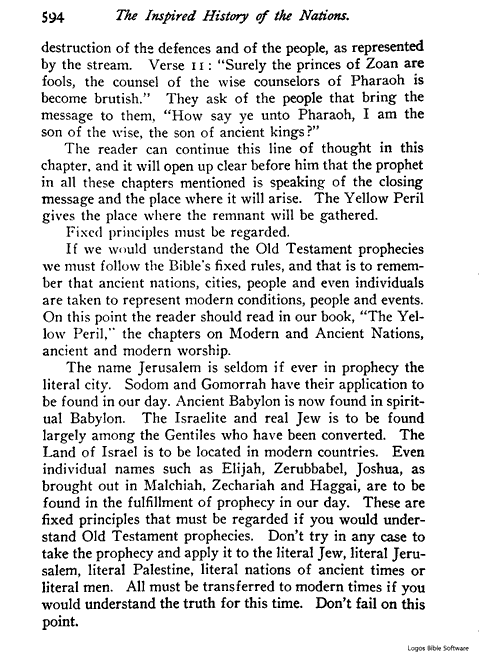 594 The Inspired History of the Nations.
destruction of the defences and of the people, as represented
by the stream. Verse 11: "Surely the princes of Zoan are
fools, the counsel of the wise counselors of Pharaoh is
become brutish." They ask of the people that bring the
message to them, "How say ye unto Pharaoh, I am the
son of the wise, the son of ancient kings?"
The reader can continue this line of thought in this
chapter, and it will open up clear before him that the prophet
in all these chapters mentioned is speaking of the closing
message and the place where it will arise. The Yellow Peril
gives the place where the remnant will be gathered.
Fixed principles must be regarded.
If we would understand the Old Testament prophecies
we must follow the Bible's fixed rules, and that is to remem-
ber that ancient nations, cities, people and even individuals
are taken to represent modern conditions, people and events.
On this point the reader should read in our book, "The Yel-
low Peril," the chapters on Modern and Ancient Nations,
ancient and modern worship.
The name Jerusalem is seldom if ever in prophecy the
literal city. Sodom and Gomorrah have their application to
be found in our day. Ancient Babylon is now found in spirit-
ual Babylon. The Israelite and real Jew is to be found
largely among the Gentiles who have been converted. The
Land of Israel is to be located in modern countries. Even
individual names such as Elijah, Zerubbabel, Joshua, as
brought out in Malchiah, Zechariah and Haggai, are to be
found in the fulfillment of prophecy in our day. These are
fixed principles that must be regarded if you would under-
stand Old Testament prophecies. Don't try in any case to
take the prophecy and apply it to the literal Jew, literal Jeru-
salem, literal Palestine, literal nations of ancient times or
literal men. All must be transferred to modern times if you
would understand the truth for this time. Don't fail on this
point.
Logos Bible Software